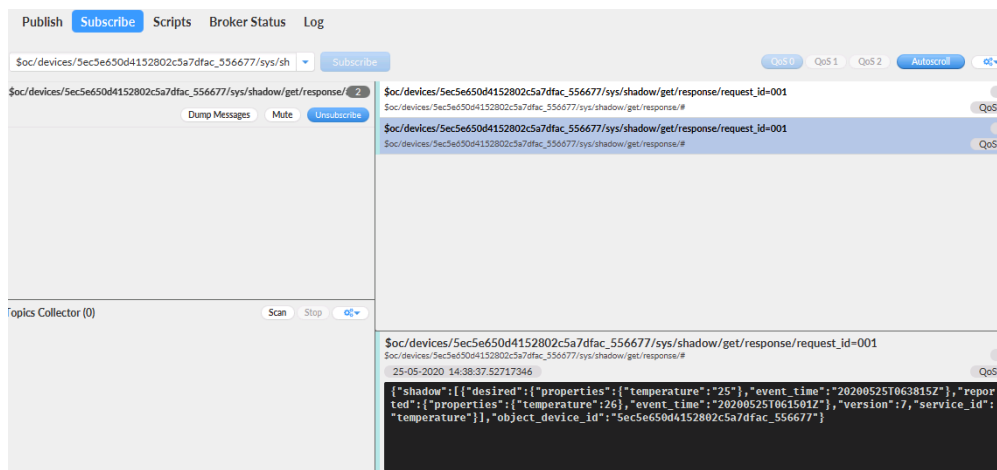 Publish Subscribe Scripts Broker Status Log
$oc/devices/5ec5e650d4152802c5a7dfac_556677/sys/sh Subscribe QoS 0 QoS 1 QoS 2 Autoscroll
$oc/devices/5ec5e650d4152802c5a7dfac_556677/sys/shadow/get/response/# 2
Dump Messages Mute Unsubscribe
$oc/devices/5ec5e650d4152802c5a7dfac_556677/sys/shadow/get/response/request_id=001
$oc/devices/5ec5e650d4152802c5a7dfac_556677/sys/shadow/get/response/# QoS
$oc/devices/5ec5e650d4152802c5a7dfac_556677/sys/shadow/get/response/request_id=001
$oc/devices/5ec5e650d4152802c5a7dfac_556677/sys/shadow/get/response/# QoS
Topics Collector (0) Scan Stop
$oc/devices/5ec5e650d4152802c5a7dfac_556677/sys/shadow/get/response/request_id=001
$oc/devices/5ec5e650d4152802c5a7dfac_556677/sys/shadow/get/response/#
25-05-2020 14:38:37.52717346 QoS
{"shadow":[{"desired":{"properties":{"temperature":"25"},"event_time":"20200525T063815Z"},"repor
ted":{"properties":{"temperature":26},"event_time":"20200525T061501Z"},"version":7,"service_id":
"temperature"}],"object_device_id":"5ec5e650d4152802c5a7dfac_556677"}